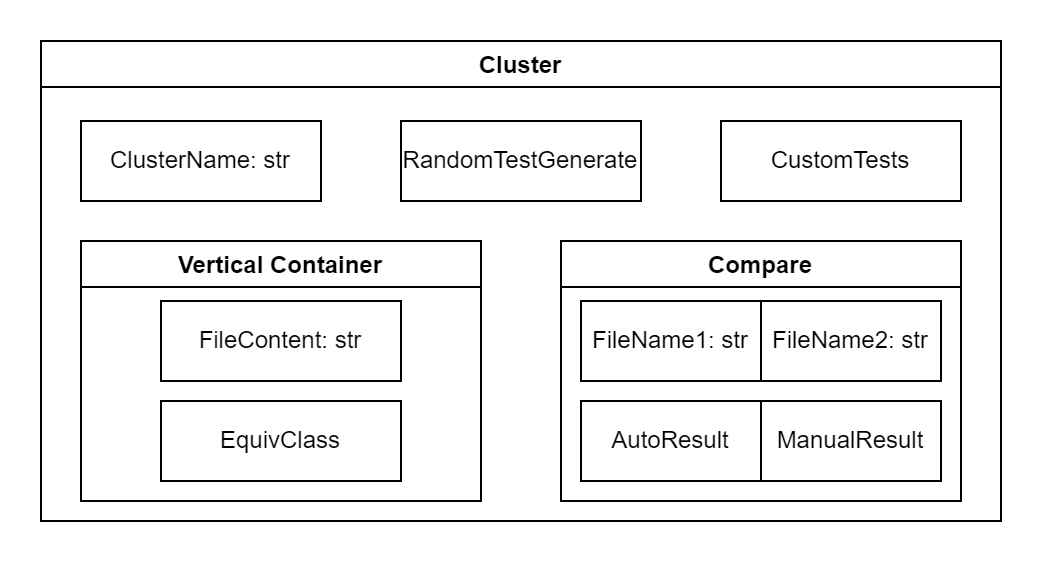 Cluster
ClusterName: str
RandomTestGenerate
CustomTests
Vertical Container
FileContent: str
EquivClass
Compare
FileName1: str
FileName2: str
AutoResult
ManualResult